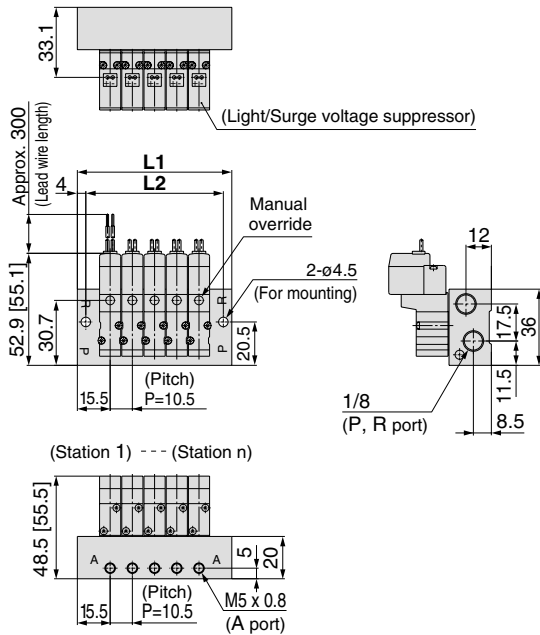 33.1
(Light/Surge voltage suppressor)
Approx. 300
(Lead wire length)
L1
4
L2
Manual
override
2-ø4.5
(For mounting)
52.9 [55.1]
30.7
R
R
P
P
20.5
15.5
(Pitch)
P=10.5
(Station 1) ---- (Station n)
12
17.5
36
11.5
1/8
(P, R port)
8.5
48.5 [55.5]
A
A
5
20
15.5
(Pitch)
P=10.5
M5 x 0.8
(A port)